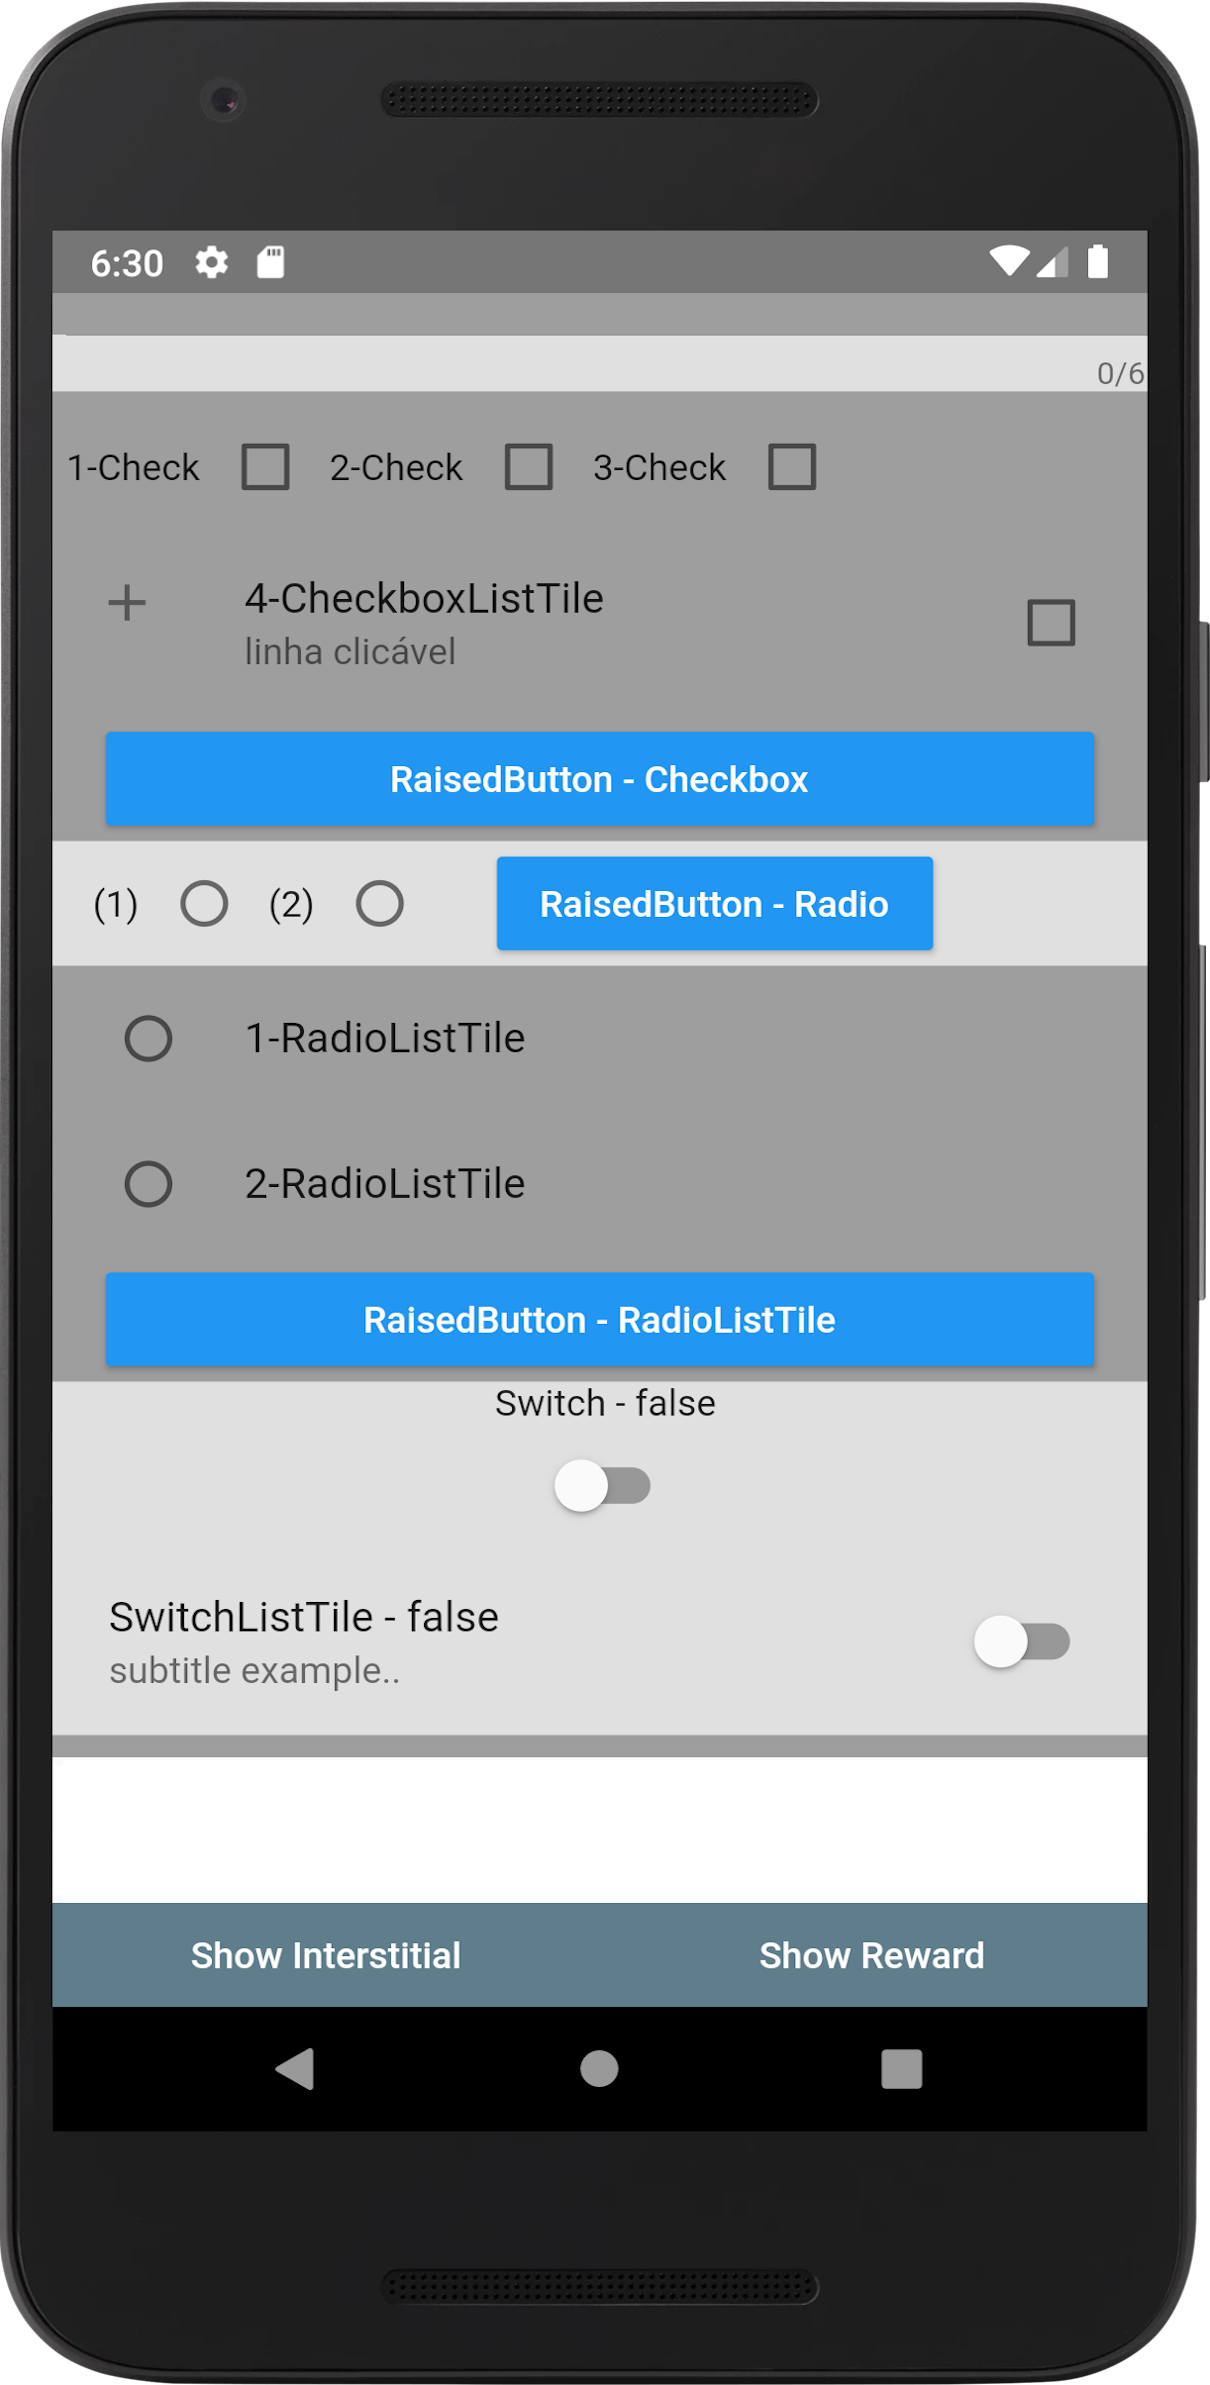 6:30
0/6
1-Check 2-Check 3-Check
4-CheckboxListTile
linha clicável
RaisedButton - Checkbox
(1) (2) RaisedButton - Radio
1-RadioListTile
2-RadioListTile
RaisedButton - RadioListTile
Switch - false
SwitchListTile - false
subtitle example..
Show Interstitial Show Reward